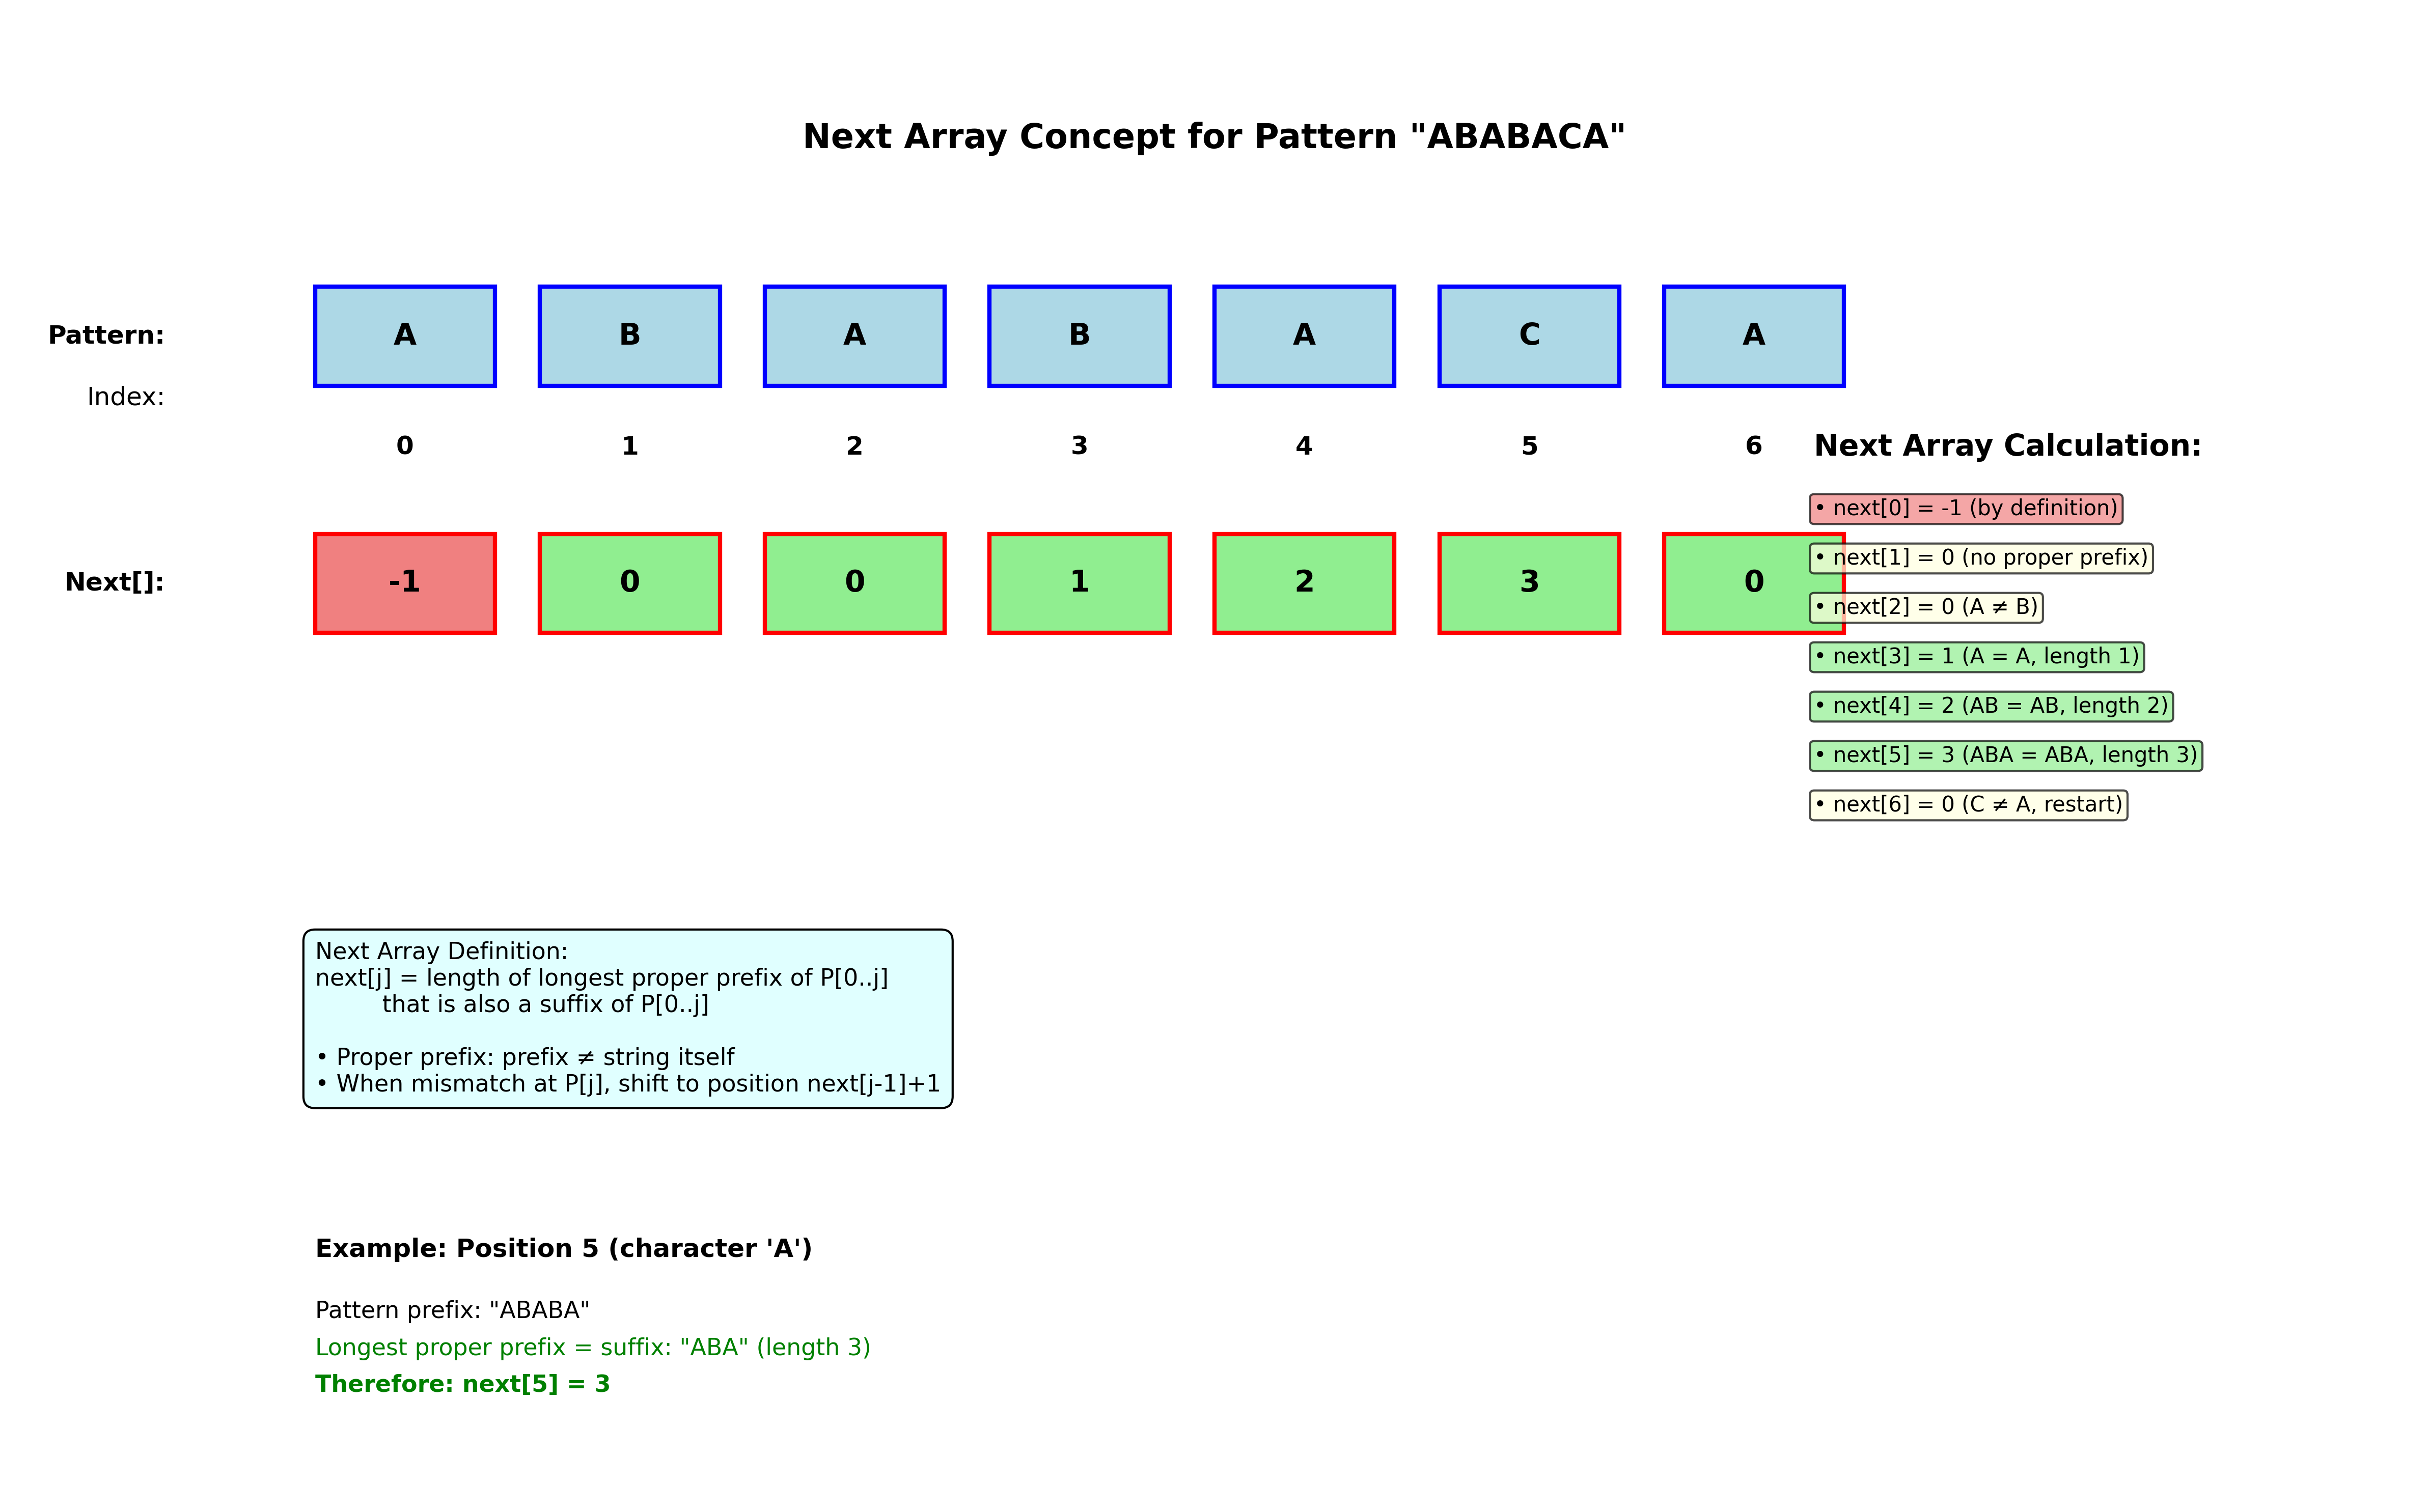 Next Array Concept for Pattern "ABABACA"
Pattern: A B A B A C A
Index:
0 1 2 3 4 5 6
Next[]: -1 0 0 1 2 3 0
Next Array Calculation:
• next[0] = -1 (by definition)
• next[1] = 0 (no proper prefix)
• next[2] = 0 (A ≠ B)
• next[3] = 1 (A = A, length 1)
• next[4] = 2 (AB = AB, length 2)
• next[5] = 3 (ABA = ABA, length 3)
• next[6] = 0 (C ≠ A, restart)
Next Array Definition:
next[j] = length of longest proper prefix of P[0..j]
that is also a suffix of P[0..j]
• Proper prefix: prefix ≠ string itself
• When mismatch at P[j], shift to position next[j-1]+1
Example: Position 5 (character 'A')
Pattern prefix: "ABABA"
Longest proper prefix = suffix: "ABA" (length 3)
Therefore: next[5] = 3